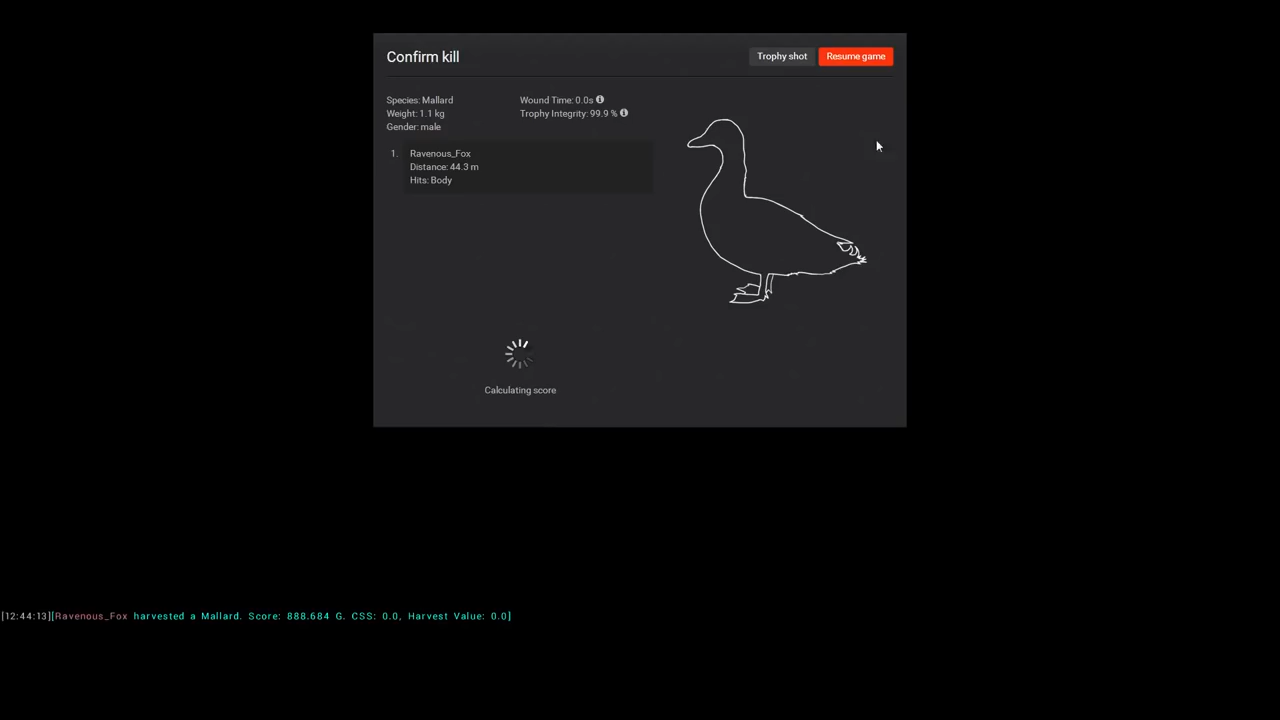 Confirm kill
Trophy shot
Resume game
Species: Mallard
Weight: 1.1 kg
Gender: male
Wound Time: 0.0s
Trophy Integrity: 99.9 %
1.
Ravenous_Fox
Distance: 44.3 m
Hits: Body
Calculating score
[12:44:13][Ravenous_Fox harvested a Mallard. Score: 888.684 G. CSS: 0.0, Harvest Value: 0.0]